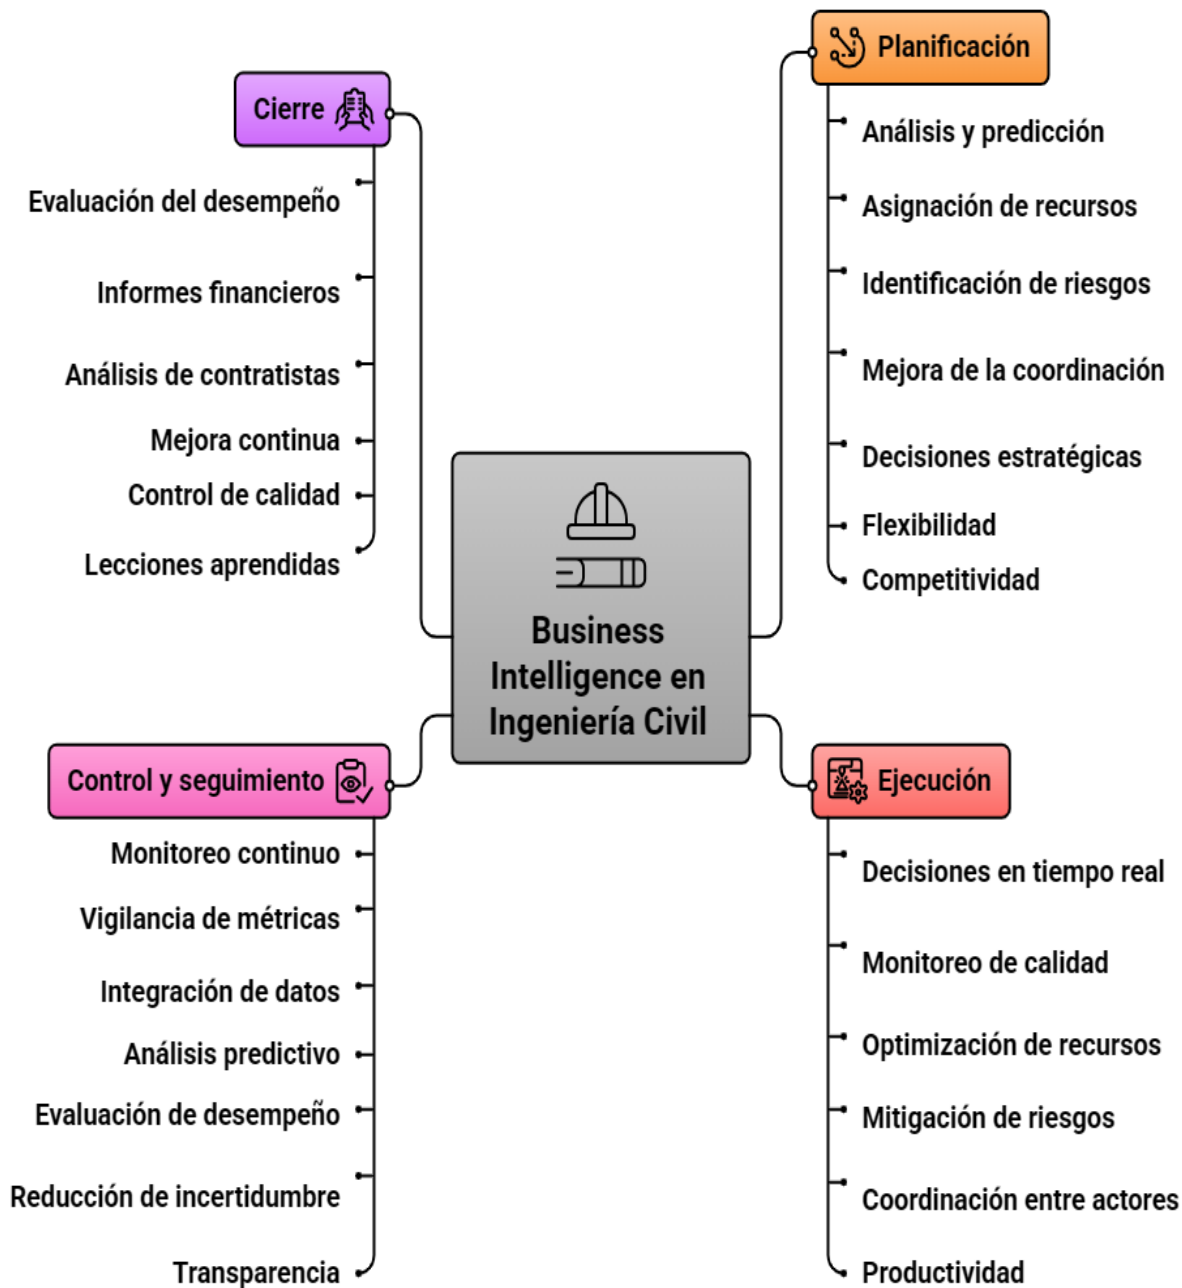 Planificación
Análisis y predicción
Asignación de recursos
Identificación de riesgos
Mejora de la coordinación
Decisiones estratégicas
Flexibilidad
Competitividad
Cierre
Evaluación del desempeño
Informes financieros
Análisis de contratistas
Mejora continua
Control de calidad
Lecciones aprendidas
Business
Intelligence en
Ingeniería Civil
Control y seguimiento
Monitoreo continuo
Vigilancia de métricas
Integración de datos
Análisis predictivo
Evaluación de desempeño
Reducción de incertidumbre
Transparencia
Ejecución
Decisiones en tiempo real
Monitoreo de calidad
Optimización de recursos
Mitigación de riesgos
Coordinación entre actores
Productividad